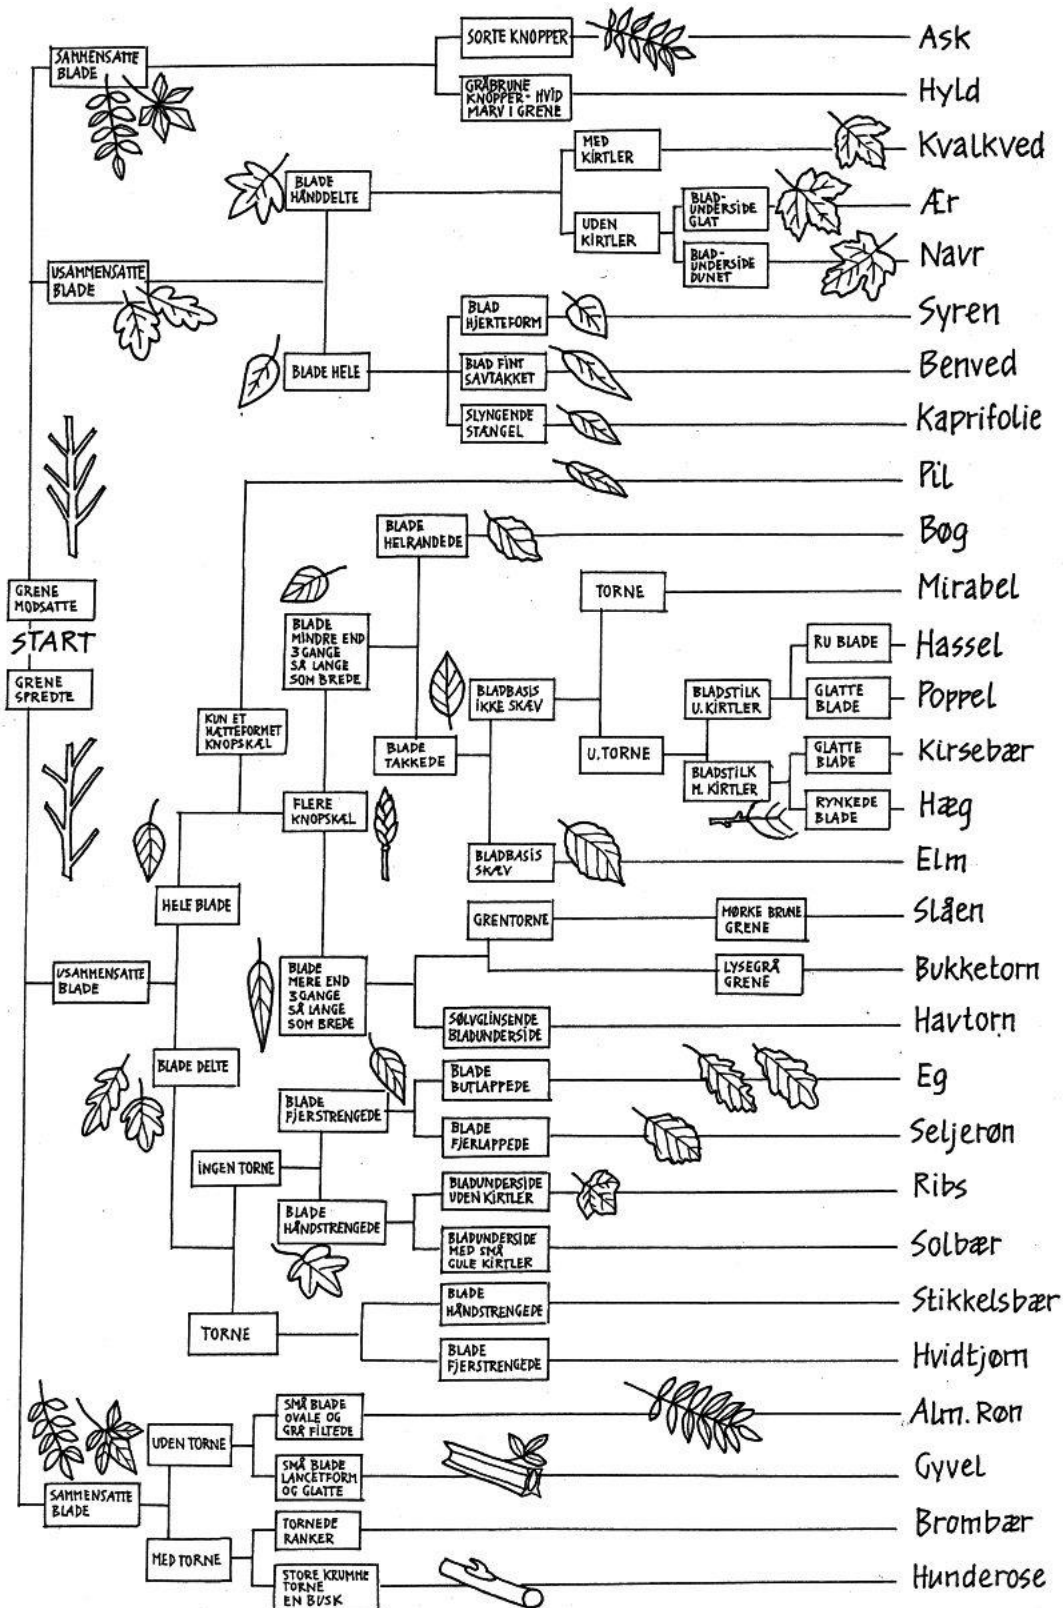 SAMMENSATTE
BLADE
SORTE KNOPPER
Ask
GRÅBRUNE
KNOPPER - HVID
MARV I GRENE
Hyld
BLADE
HÅNDDELTE
MED
KIRTLER
Kvalkved
UDEN
KIRTLER
BLAD-
UNDERSIDE
GLAT
Ær
BLAD-
UNDERSIDE
DUNET
Navr
USAMMENSATTE
BLADE
BLADE HELE
BLAD
HJERTEFORM
Syren
BLAD FINT
SAVTAKKET
Benved
SLYNGENDE
STÆNGEL
Kaprifolie
GRENE
MODSATTE
START
GRENE
SPREDTE
KUN ET
HÆTTEFORMET
KNOPSKÆL
Pil
BLADE
HELRANDEDE
Bøg
BLADE
MINDRE END
3 GANGE
SÅ LANGE
SOM BREDE
TORNE
Mirabel
BLADBASIS
IKKE SKÆV
BLADSTILK
U. KIRTLER
RU BLADE
Hassel
GLATTE
BLADE
Poppel
BLADE
TAKKEDE
U. TORNE
BLADSTILK
M. KIRTLER
GLATTE
BLADE
Kirsebær
RYNKEDE
BLADE
Hæg
FLERE
KNOPSKÆL
BLADBASIS
SKÆV
Elm
HELE BLADE
GRENTORNE
MØRKE BRUNE
GRENE
Slåen
USAMMENSATTE
BLADE
BLADE
MERE END
3 GANGE
SÅ LANGE
SOM BREDE
LYSEGRÅ
GRENE
Bukketorn
SØLVGLINSENDE
BLADUNDERSIDE
Havtorn
BLADE DELTE
BLADE
FJERSTRENGEDE
BLADE
BUTLAPPEDE
Eg
BLADE
FJERLAPPEDE
Seljerøn
INGEN TORNE
BLADE
HÅNDSTRENGEDE
BLADUNDERSIDE
UDEN KIRTLER
Ribs
BLADUNDERSIDE
MED SMÅ
GULE KIRTLER
Solbær
TORNE
BLADE
HÅNDSTRENGEDE
Stikkelsbær
BLADE
FJERSTRENGEDE
Hvidtjørn
UDEN TORNE
SMÅ BLADE
OVALE OG
GRÅ FILTEDE
Alm. Røn
SMÅ BLADE
LANCETFORM
OG GLATTE
Gyvel
SAMMENSATTE
BLADE
MED TORNE
TORNEDE
RANKER
Brombær
STORE KRUMME
TORNE
EN BUSK
Hunderose